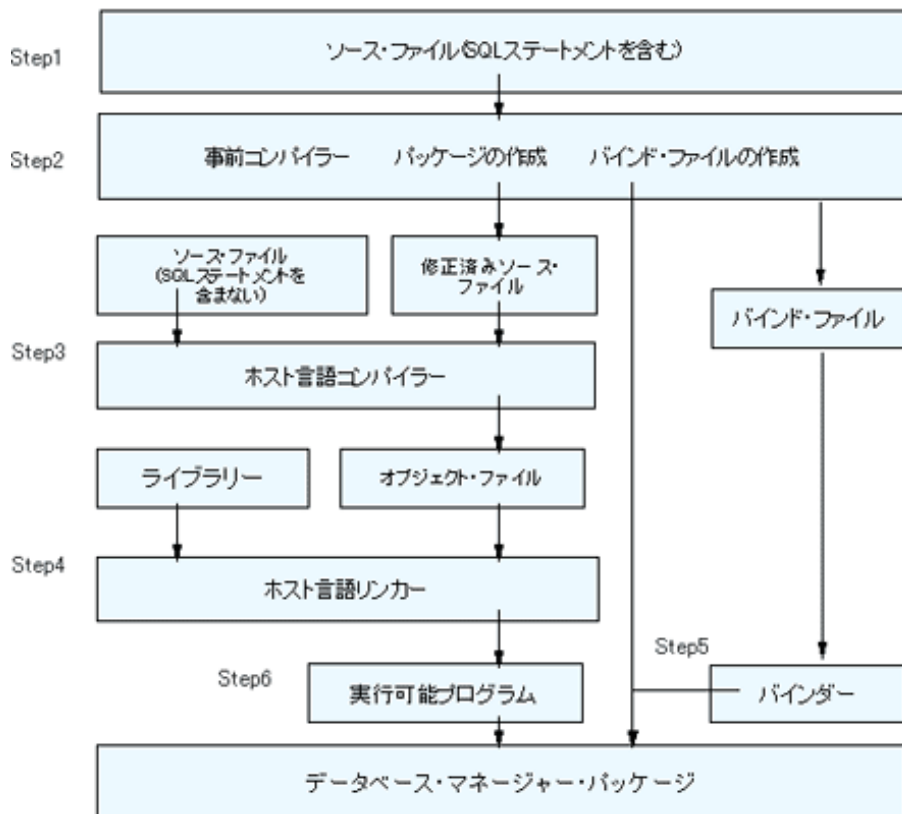 Step1
ソース・ファイル(SQLステートメントを含む)
Step2
事前コンパイラー パッケージの作成 バインド・ファイルの作成
ソース・ファイル
(SQLステートメントを
含まない)
修正済みソース・
ファイル
バインド・ファイル
Step3
ホスト言語コンパイラー
ライブラリー
オブジェクト・ファイル
Step4
ホスト言語リンカー
Step5
Step6
実行可能プログラム
バインダー
データベース・マネージャー・パッケージ